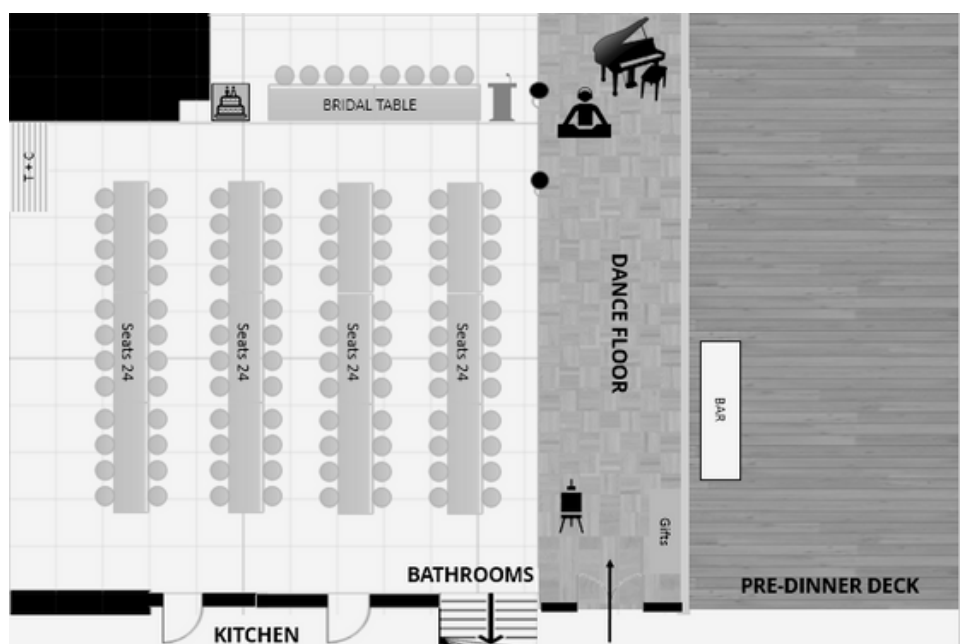 BRIDAL TABLE
T + C
Seats 24
Seats 24
Seats 24
Seats 24
DANCE FLOOR
BAR
Gifts
BATHROOMS
PRE-DINNER DECK
KITCHEN